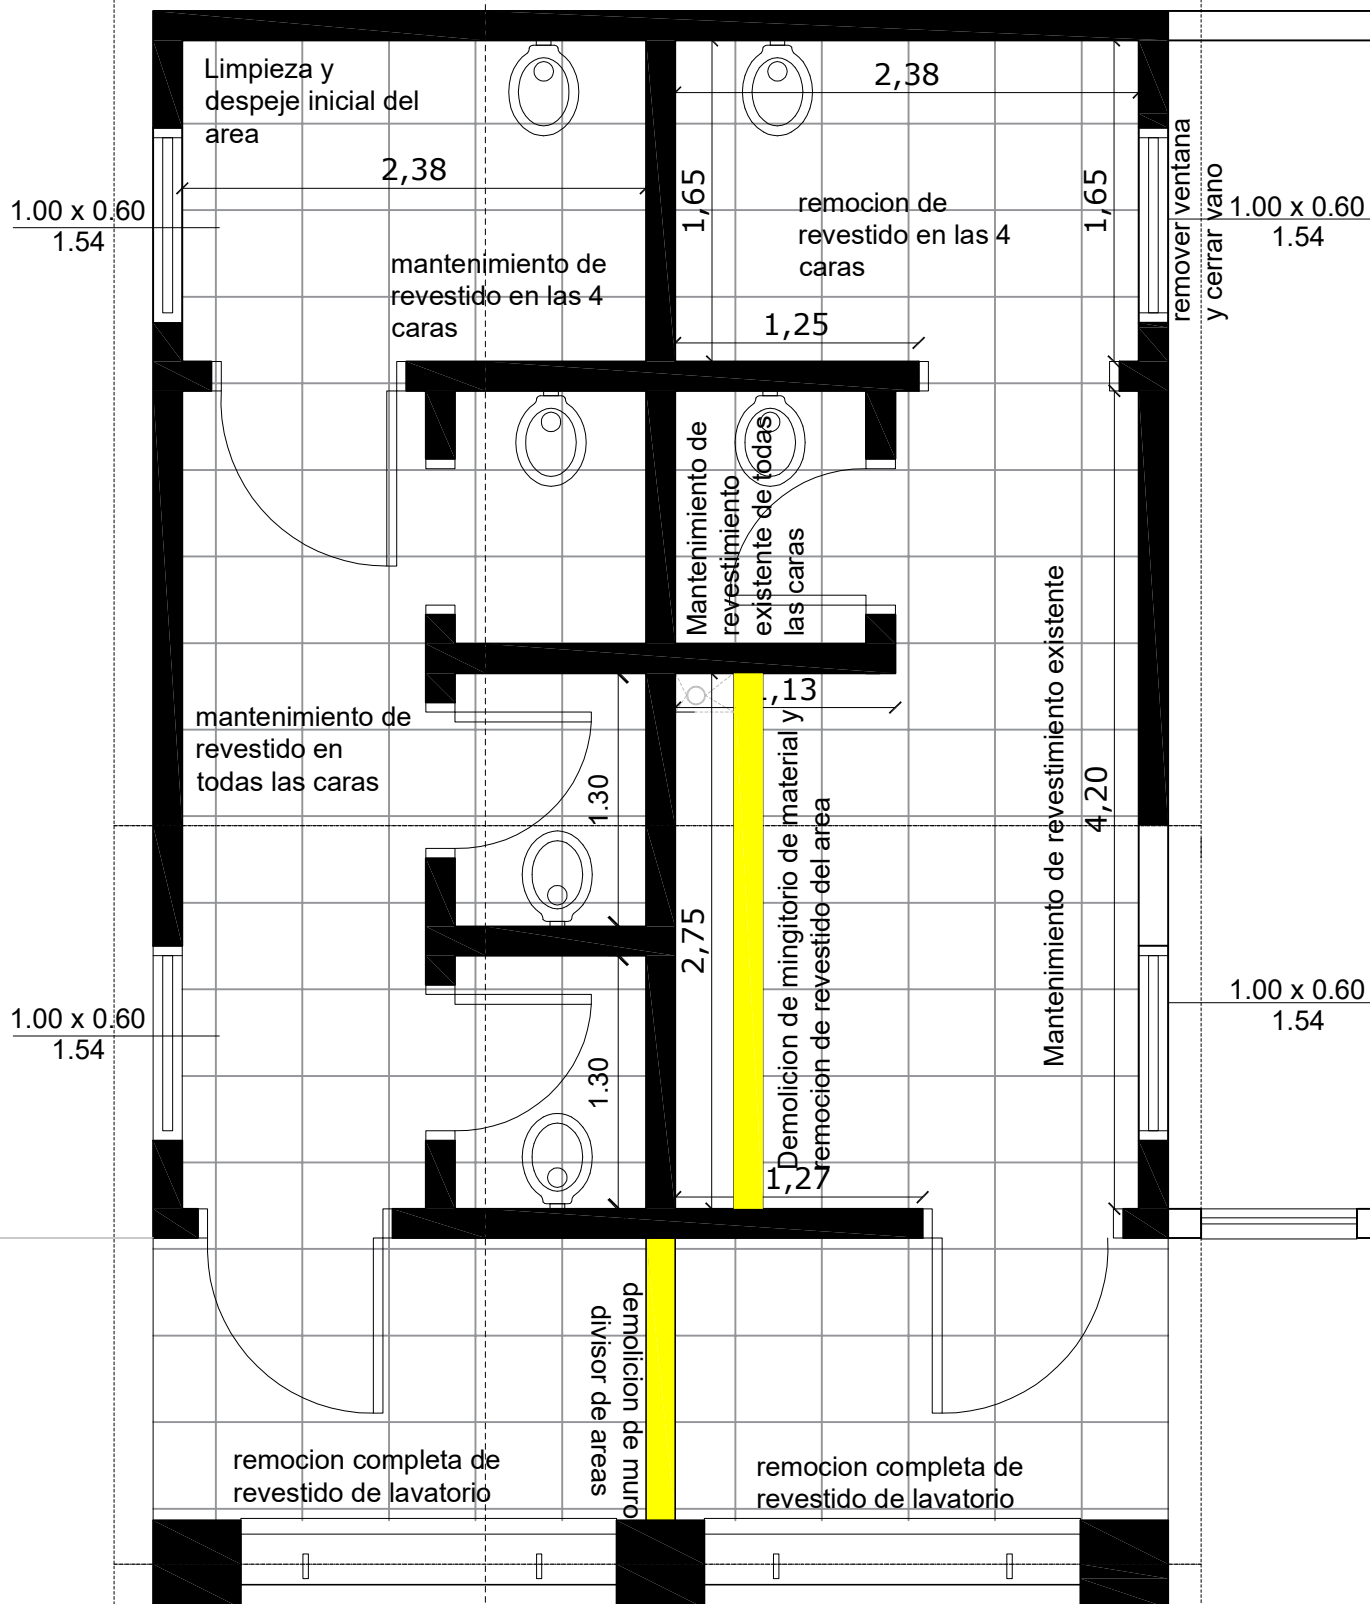 Limpieza y
despeje inicial del
area
2,38
2,38
1,65
1,65
remover ventana
y cerrar vano
1.00 x 0.60
1.54
1.00 x 0.60
1.54
mantenimiento de
revestido en las 4
caras
remocion de
revestido en las 4
caras
1,25
Mantenimiento de
revestimiento
existente de todas
las caras
mantenimiento de
revestido en
todas las caras
1.30
,13
Demolicion de mingitorio de material y
remocion de revestido del area
2,75
Mantenimiento de revestimiento existente
4,20
1.00 x 0.60
1.54
1.00 x 0.60
1.54
1.30
1,27
demolicion de muro
divisor de areas
remocion completa de
revestido de lavatorio
remocion completa de
revestido de lavatorio